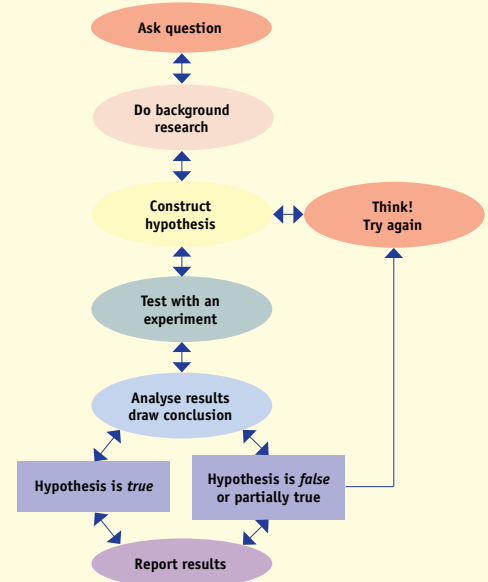 Ask question
Do background
research
Construct
hypothesis
Think!
Try again
Test with an
experiment
Analyse results
draw conclusion
Hypothesis is true
Hypothesis is false
or partially true
Report results